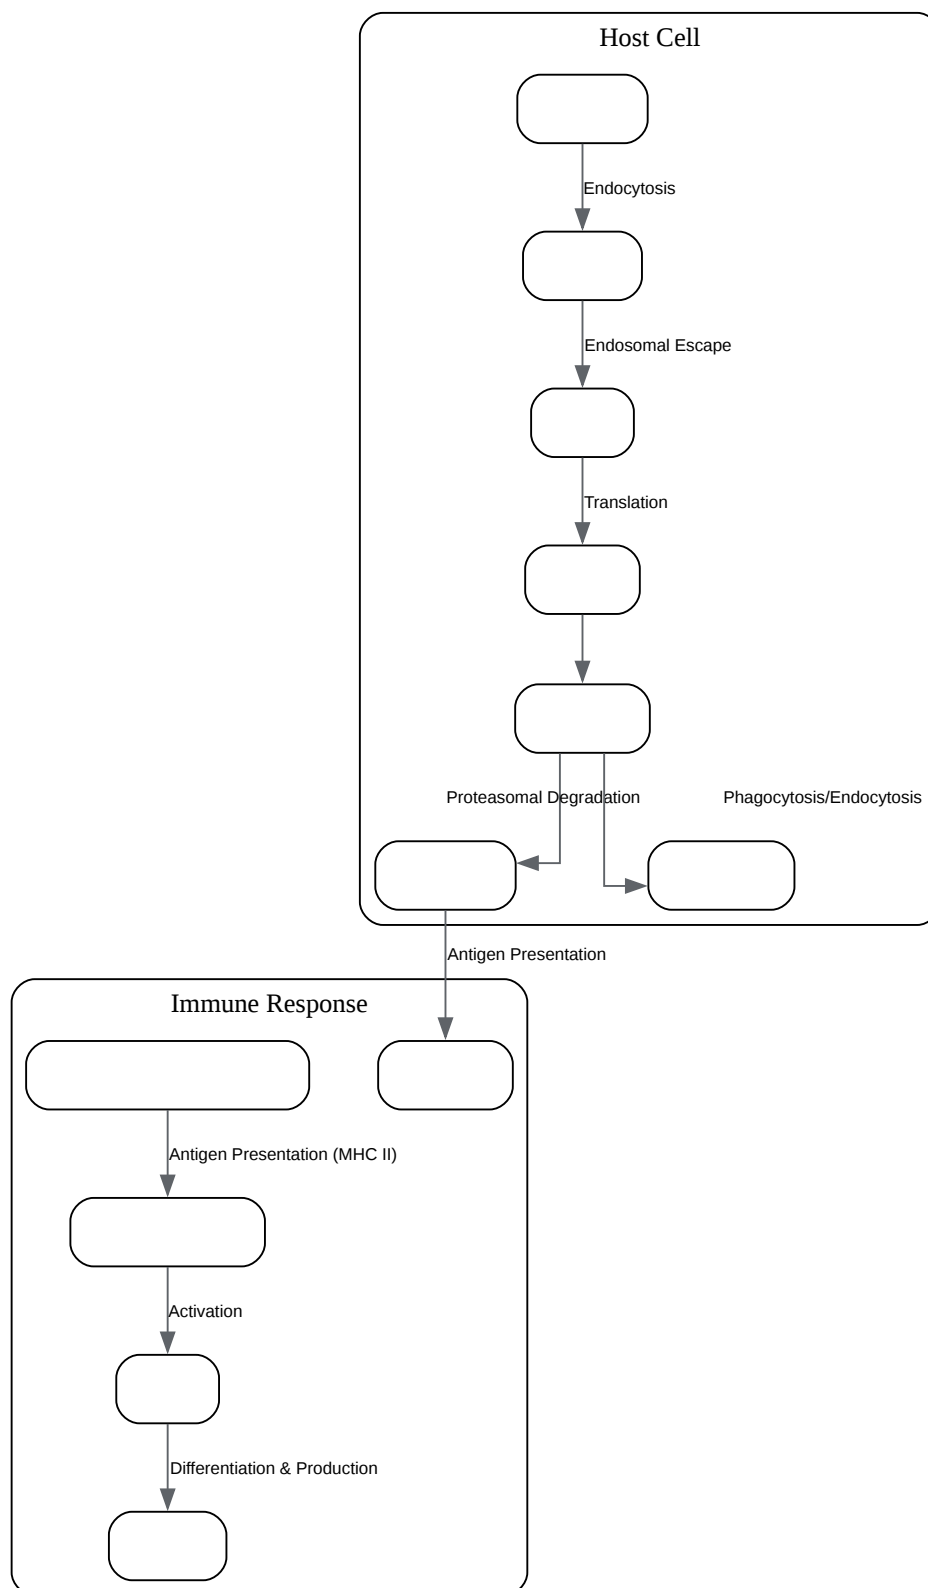 Host Cell
Endocytosis
Endosomal Escape
Translation
Proteasomal Degradation
Phagocytosis/Endocytosis
Antigen Presentation
Immune Response
Antigen Presentation (MHC II)
Activation
Differentiation & Production